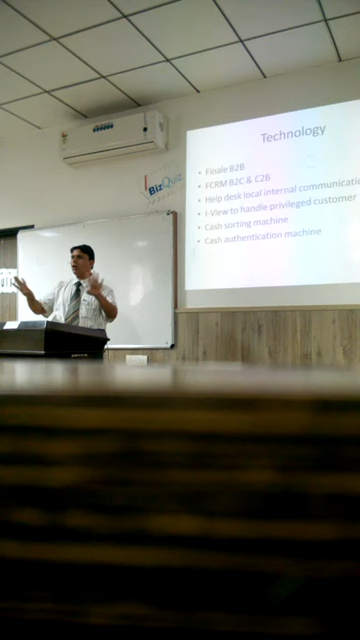 Technology
• Finale B2B
• FCRM B2C & C2B
• Help desk local internal communicatio
• I-View to handle privileged customer
• Cash sorting machine
• Cash authentication machine
BizQuiz